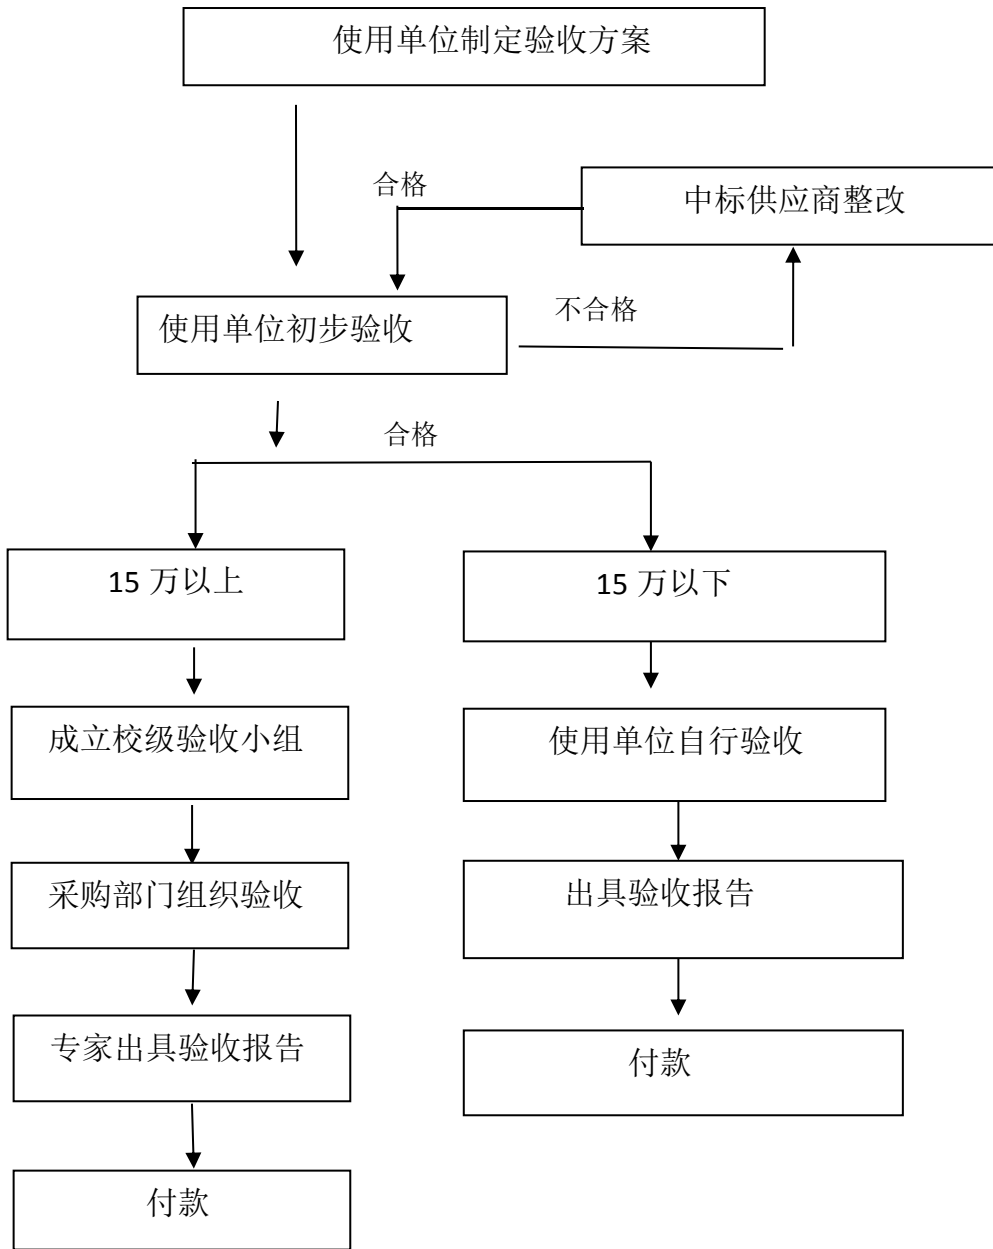 使用单位制定验收方案
合格
中标供应商整改
使用单位初步验收
不合格
合格
15 万以上
15 万以下
成立校级验收小组
使用单位自行验收
采购部门组织验收
出具验收报告
专家出具验收报告
付款
付款